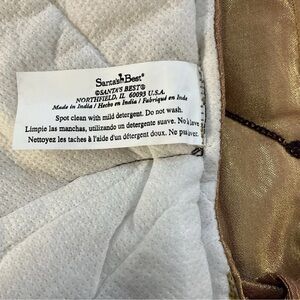 Santa's Best®
©SANTA'S BEST®
NORTHFIELD, IL 60093 U.S.A.
Made in India / Hecho en India / Fabriqué en Inde
Spot clean with mild detergent. Do not wash.
Limpie las manchas, utilizando un detergente suave. No
Nettoyez les taches à l'aide d'un détergent doux. Ne pas laver.